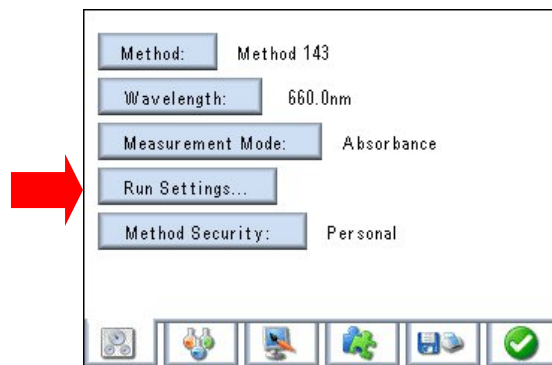 Method: Method 143
Wavelength: 660.0nm
Measurement Mode: Absorbance
Run Settings...
Method Security: Personal